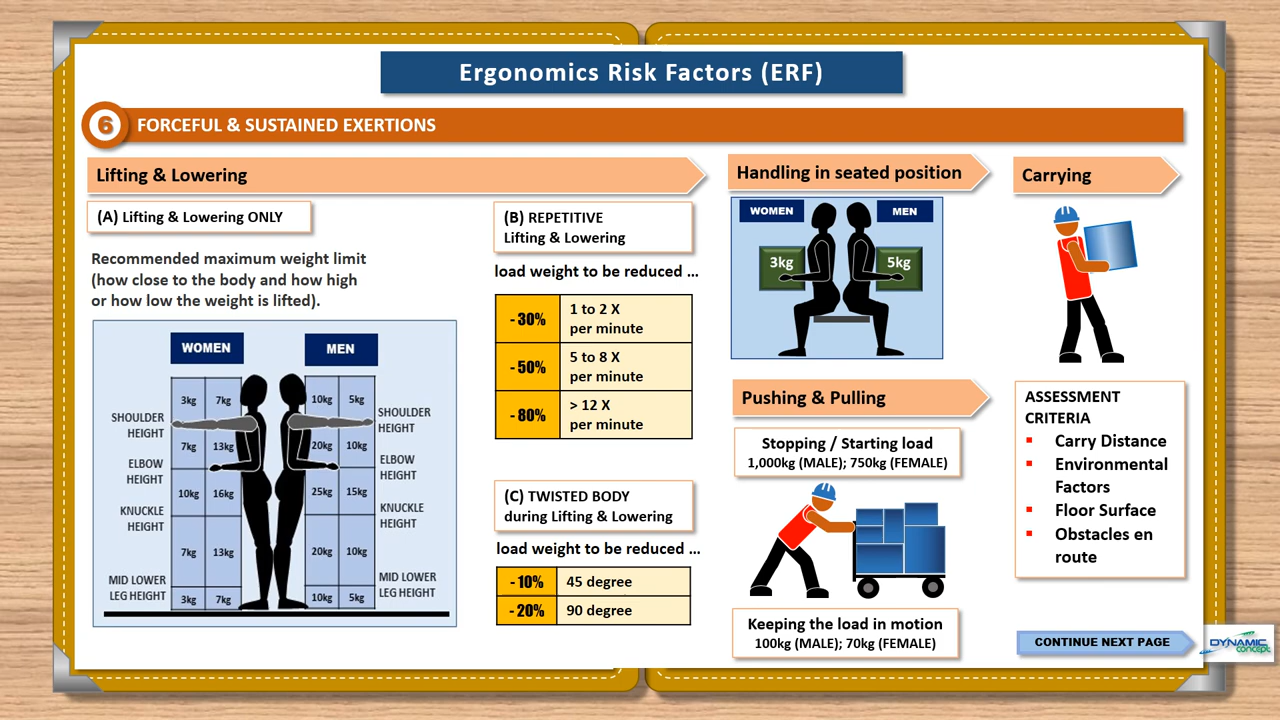 Ergonomics Risk Factors (ERF)
6 FORCEFUL & SUSTAINED EXERTIONS
Lifting & Lowering
(A) Lifting & Lowering ONLY
Recommended maximum weight limit
(how close to the body and how high
or how low the weight is lifted).
WOMEN MEN
3kg 7kg 10kg 5kg
SHOULDER
HEIGHT
SHOULDER
HEIGHT
7kg 13kg 20kg 10kg
ELBOW
HEIGHT
ELBOW
HEIGHT
10kg 16kg 25kg 15kg
KNUCKLE
HEIGHT
KNUCKLE
HEIGHT
7kg 13kg 20kg 10kg
MID LOWER
LEG HEIGHT
MID LOWER
LEG HEIGHT
3kg 7kg 10kg 5kg
(B) REPETITIVE
Lifting & Lowering
load weight to be reduced ...
- 30% 1 to 2 X
per minute
- 50% 5 to 8 X
per minute
- 80% > 12 X
per minute
(C) TWISTED BODY
during Lifting & Lowering
load weight to be reduced ...
- 10% 45 degree
- 20% 90 degree
Handling in seated position
WOMEN MEN
3kg 5kg
Pushing & Pulling
Stopping / Starting load
1,000kg (MALE); 750kg (FEMALE)
Keeping the load in motion
100kg (MALE); 70kg (FEMALE)
Carrying
ASSESSMENT
CRITERIA
▪ Carry Distance
▪ Environmental
Factors
▪ Floor Surface
▪ Obstacles en
route
CONTINUE NEXT PAGE
DYNAMIC
concept